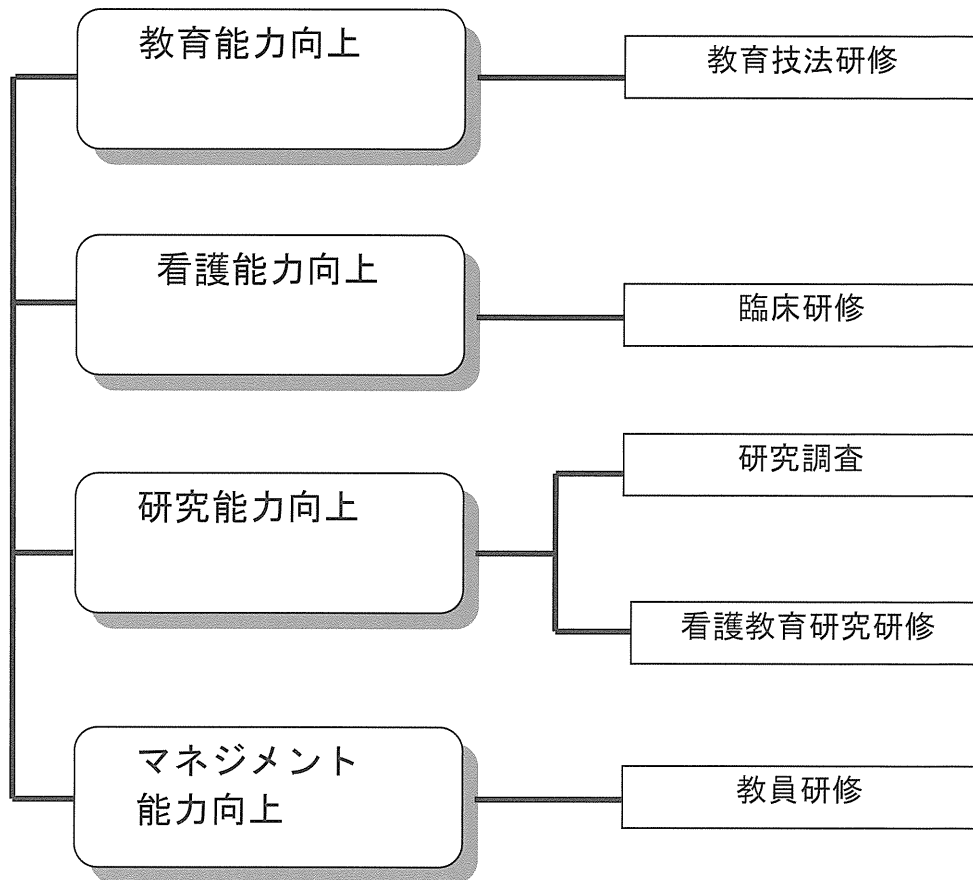 教育能力向上
教育技法研修
看護能力向上
臨床研修
研究能力向上
研究調査
看護教育研究研修
マネジメント
能力向上
教員研修